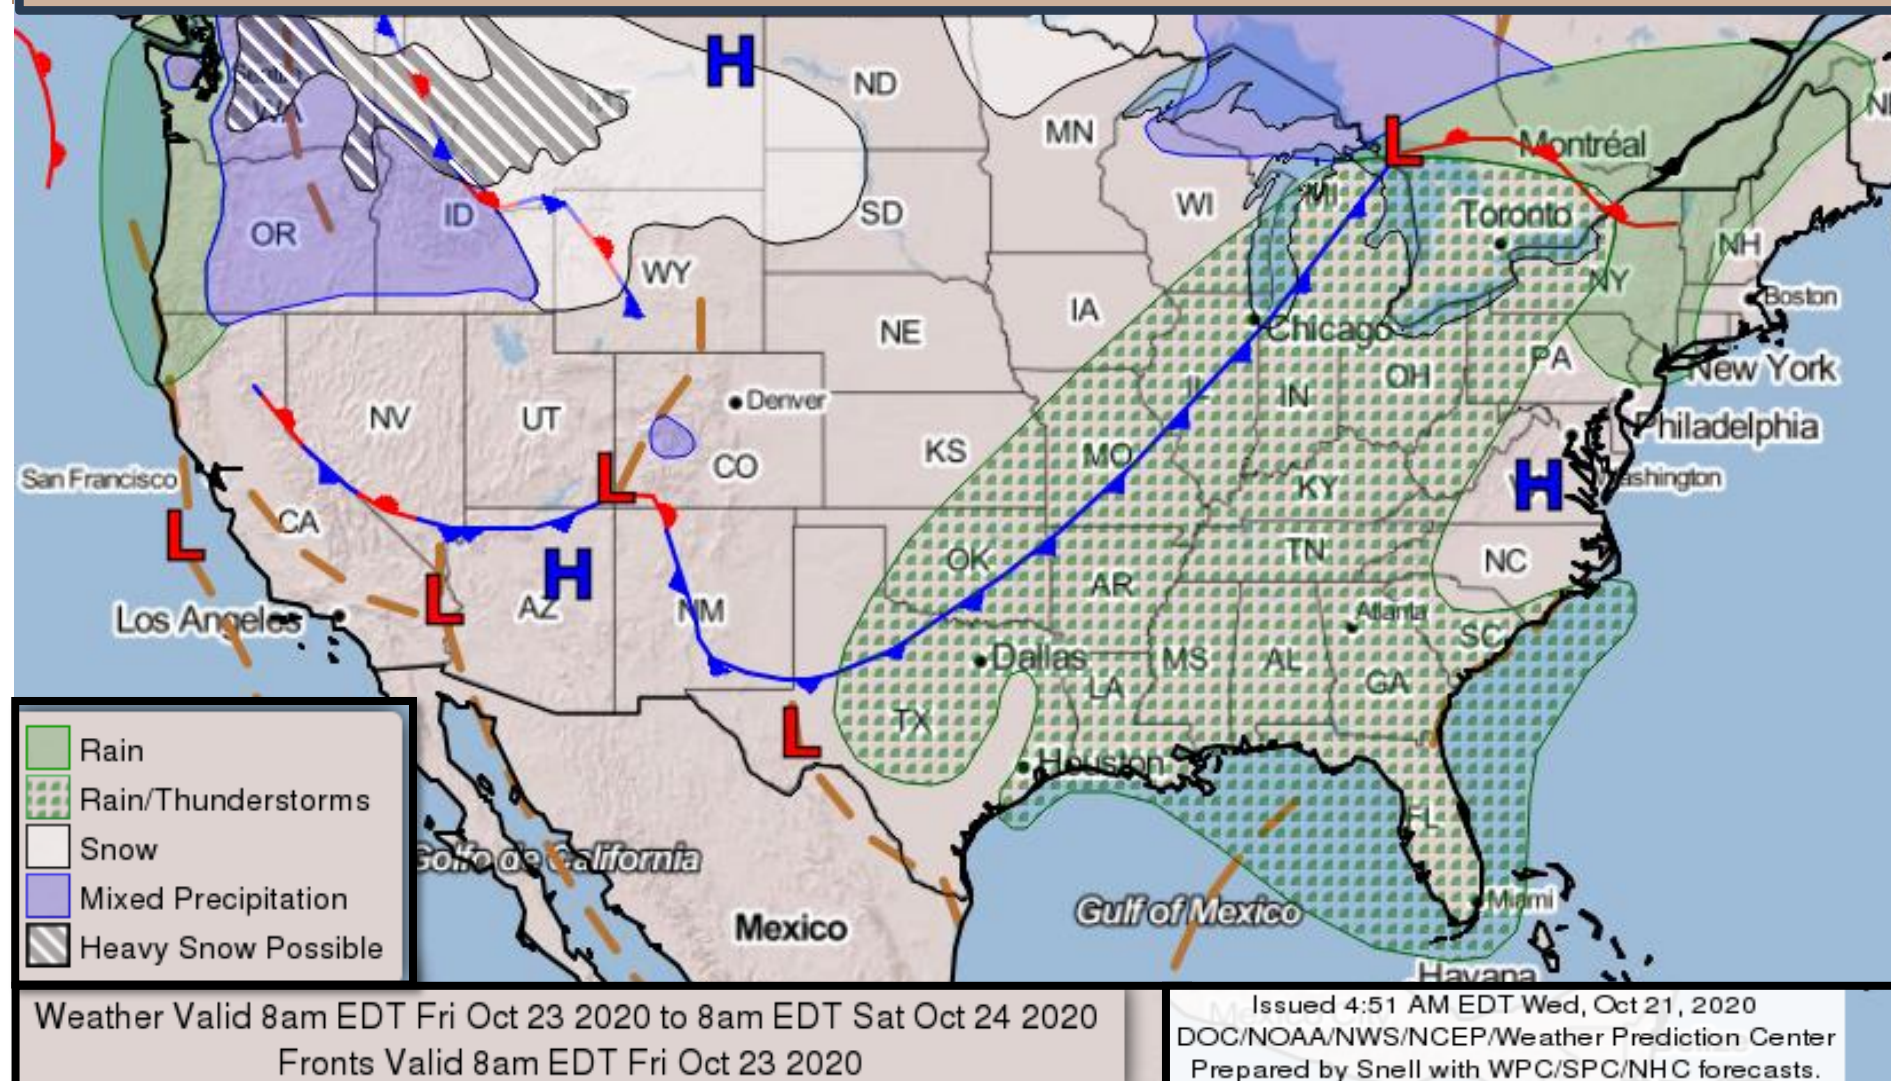 H
ND
MT
WA
Seattle
MN
L
Montréal
MI
OR
ID
SD
WI
Toronto
NH
WY
NY
Boston
IA
NE
Chicago
PA
New York
NV
UT
Denver
IL
IN
OH
Philadelphia
San Francisco
L
CO
KS
MO
KY
H
Washington
CA
L
H
OK
TN
NC
Los Angeles
L
AZ
NM
AR
Atlanta
SC
Dallas
MS
AL
LA
GA
TX
L
Houston
FL
Golfo de California
Miami
Gulf of Mexico
Mexico
Havana
Rain
Rain/Thunderstorms
Snow
Mixed Precipitation
Heavy Snow Possible
Weather Valid 8am EDT Fri Oct 23 2020 to 8am EDT Sat Oct 24 2020
Fronts Valid 8am EDT Fri Oct 23 2020
Issued 4:51 AM EDT Wed, Oct 21, 2020
DOC/NOAA/NWS/NCEP/Weather Prediction Center
Prepared by Snell with WPC/SPC/NHC forecasts.
Mexico City